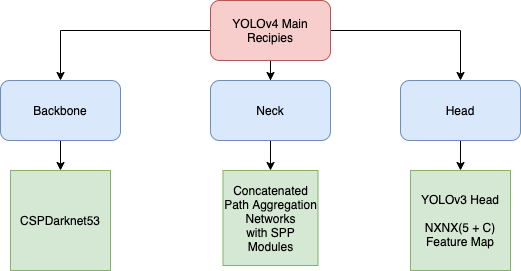 YOLOv4 Main
Recipies
Backbone
Neck
Head
CSPDarknet53
Concatenated
Path Aggregation
Networks
with SPP
Modules
YOLOv3 Head
NXNX(5 + C)
Feature Map